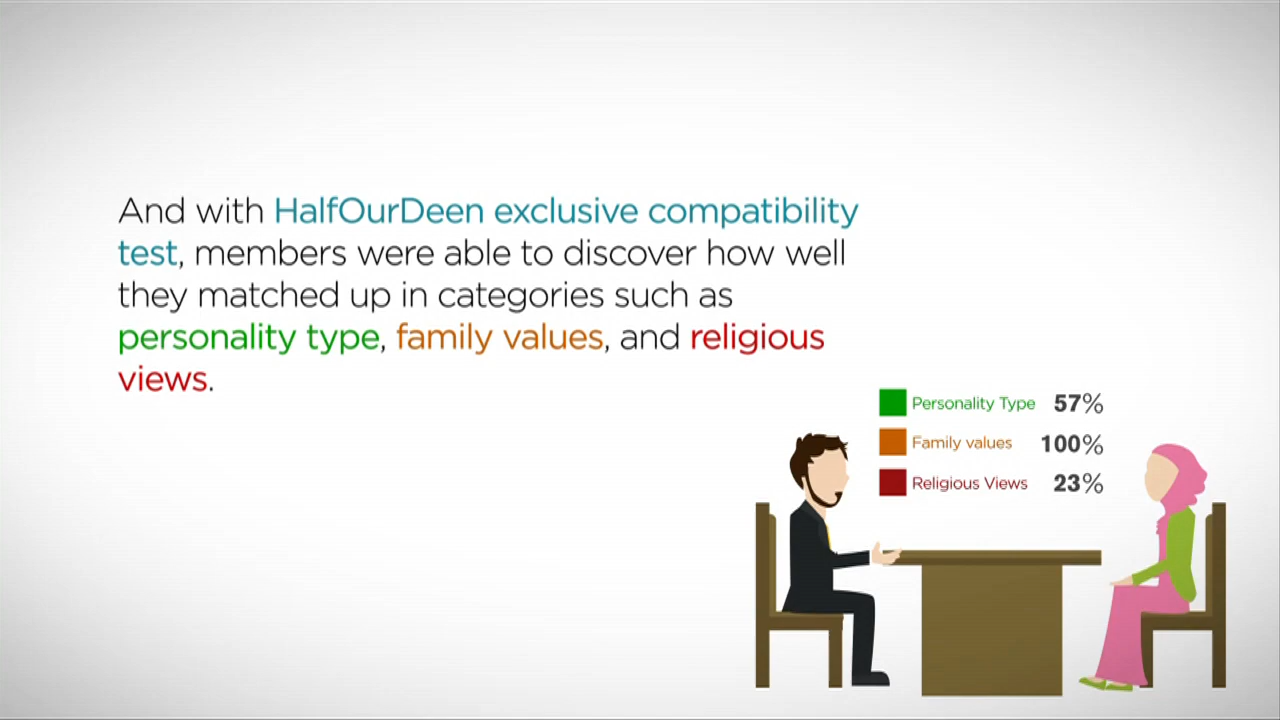 And with HalfOurDeen exclusive compatibility
test, members were able to discover how well
they matched up in categories such as
personality type, family values, and religious
views.
Personality Type 57%
Family values 100%
Religious Views 23%